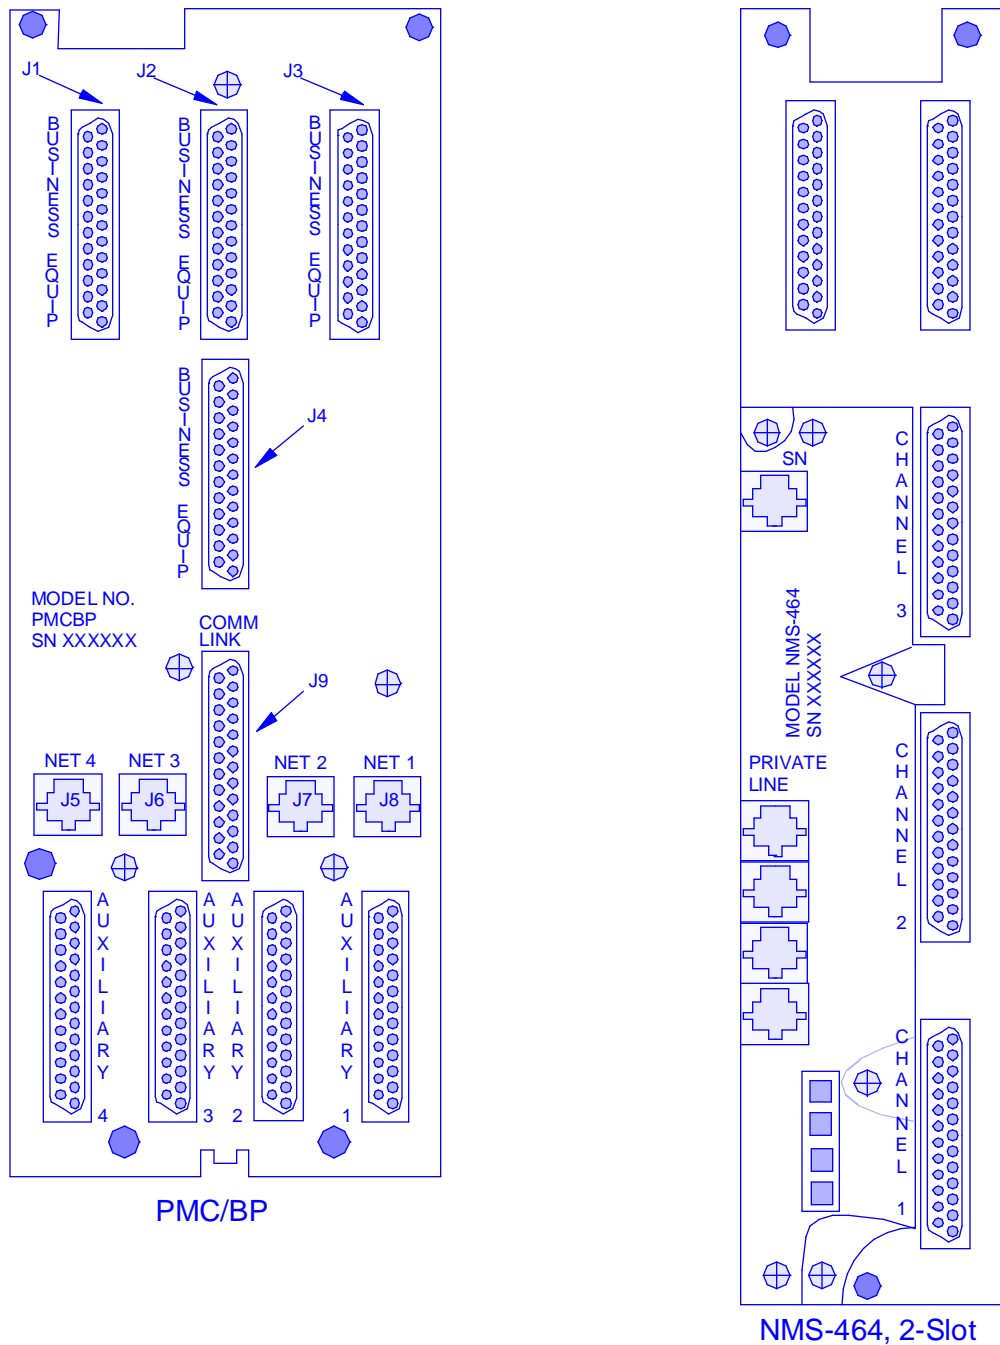 J1
J2
J3
BUSINESS EQUIP
BUSINESS EQUIP
BUSINESS EQUIP
BUSINESS EQUIP
J4
MODEL NO.
PMCBP
SN XXXXXX
COMM
LINK
J9
NET 4
NET 3
NET 2
NET 1
J5
J6
J7
J8
AUXILIARY 4
AUXILIARY 3
AUXILIARY 2
AUXILIARY 1
PMC/BP
SN
CHANNEL 3
MODEL NMS-464
SN XXXXXX
PRIVATE
LINE
CHANNEL 2
CHANNEL 1
NMS-464, 2-Slot